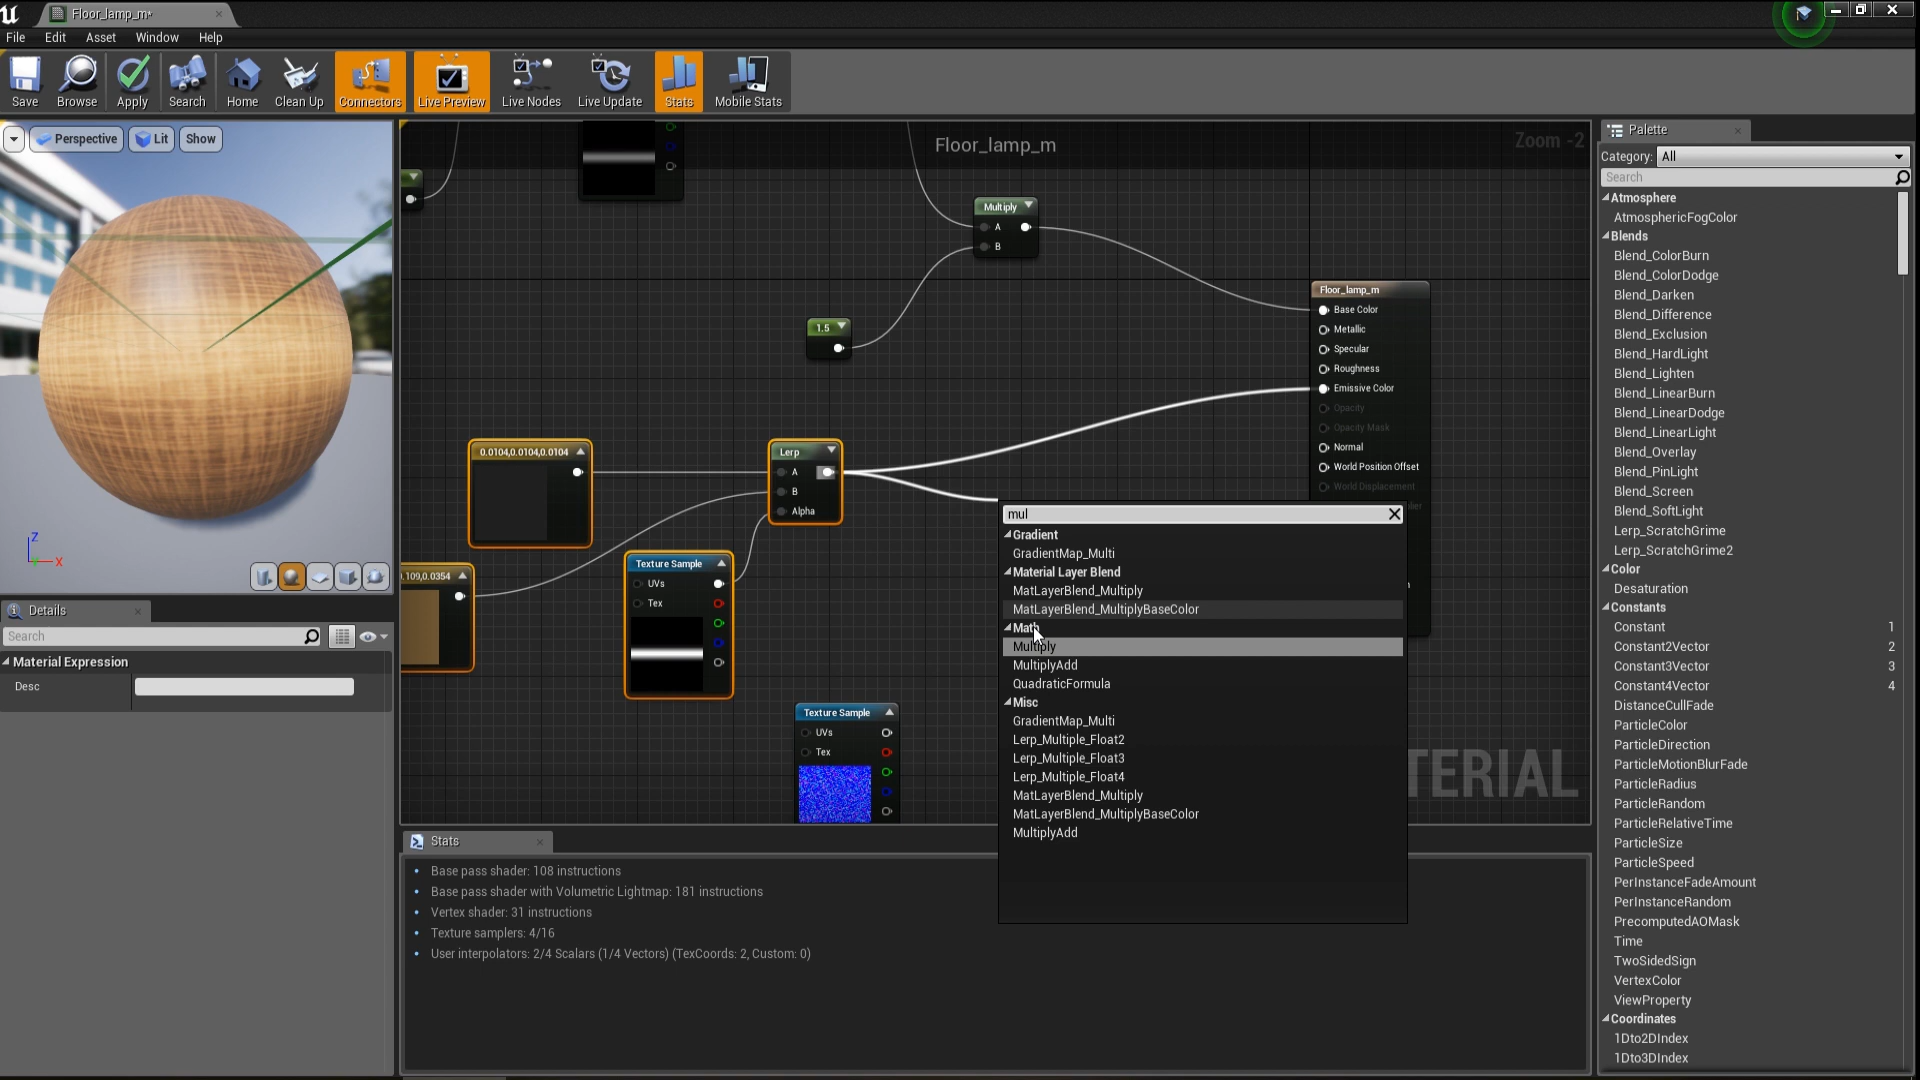 Floor_lamp_m*
File Edit Asset Window Help
Save Browse Apply Search Home Clean Up Connectors Live Preview Live Nodes Live Update Stats Mobile Stats
Perspective Lit Show
Z
X
Details
Search
Material Expression
Desc
Floor_lamp_m
Zoom -2
Multiply
A
B
1.5
Floor_lamp_m
Base Color
Metallic
Specular
Roughness
Emissive Color
Opacity
Opacity Mask
Normal
World Position Offset
World Displacement
0.0104,0.0104,0.0104
Lerp
A
B
Alpha
.109,0.0354
Texture Sample
UVs
Tex
Texture Sample
UVs
Tex
TERIAL
mul
Gradient
GradientMap_Multi
Material Layer Blend
MatLayerBlend_Multiply
MatLayerBlend_MultiplyBaseColor
Math
Multiply
MultiplyAdd
QuadraticFormula
Misc
GradientMap_Multi
Lerp_Multiple_Float2
Lerp_Multiple_Float3
Lerp_Multiple_Float4
MatLayerBlend_Multiply
MatLayerBlend_MultiplyBaseColor
MultiplyAdd
Stats
Base pass shader: 108 instructions
Base pass shader with Volumetric Lightmap: 181 instructions
Vertex shader: 31 instructions
Texture samplers: 4/16
User interpolators: 2/4 Scalars (1/4 Vectors) (TexCoords: 2, Custom: 0)
Palette
Category: All
Search
Atmosphere
AtmosphericFogColor
Blends
Blend_ColorBurn
Blend_ColorDodge
Blend_Darken
Blend_Difference
Blend_Exclusion
Blend_HardLight
Blend_Lighten
Blend_LinearBurn
Blend_LinearDodge
Blend_LinearLight
Blend_Overlay
Blend_PinLight
Blend_Screen
Blend_SoftLight
Lerp_ScratchGrime
Lerp_ScratchGrime2
Color
Desaturation
Constants
Constant 1
Constant2Vector 2
Constant3Vector 3
Constant4Vector 4
DistanceCullFade
ParticleColor
ParticleDirection
ParticleMotionBlurFade
ParticleRadius
ParticleRandom
ParticleRelativeTime
ParticleSize
ParticleSpeed
PerInstanceFadeAmount
PerInstanceRandom
PrecomputedAOMask
Time
TwoSidedSign
VertexColor
ViewProperty
Coordinates
1Dto2DIndex
1Dto3DIndex